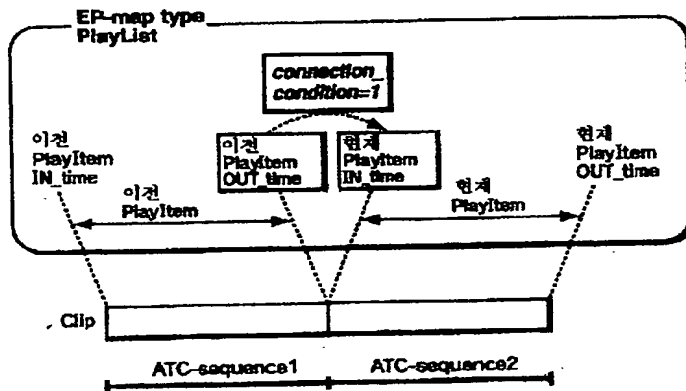 EP-map type
PlayList
connection_
condition=1
이전
PlayItem
IN_time
이전
PlayItem
OUT_time
현재
PlayItem
IN_time
현재
PlayItem
OUT_time
이전
PlayItem
현재
PlayItem
Clip
ATC-sequence1
ATC-sequence2